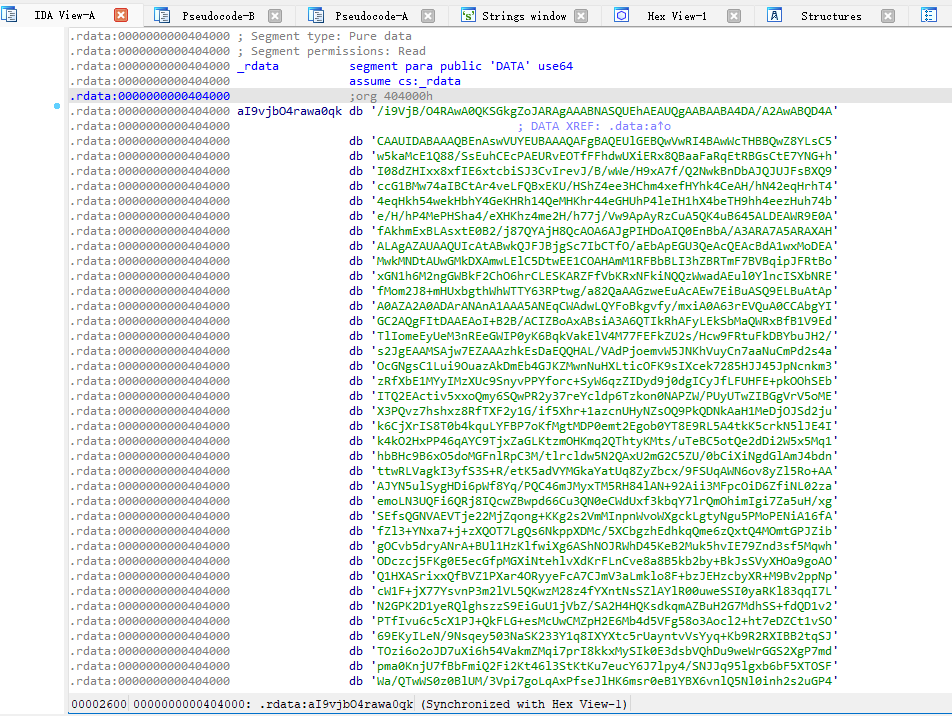 IDA View-A Pseudocode-B Pseudocode-A Strings window Hex View-1 Structures
.rdata:0000000000404000 ; Segment type: Pure data
.rdata:0000000000404000 ; Segment permissions: Read
.rdata:0000000000404000 _rdata segment para public 'DATA' use64
.rdata:0000000000404000 assume cs:_rdata
.rdata:0000000000404000 ;org 404000h
.rdata:0000000000404000 aI9vjbO4rawa0qk db '/i9VjB/O4RAwA0QKSGkgZoJARAgAAABNASQUEhAEAUQgAABAABA4DA/A2AwABQD4A'
.rdata:0000000000404000 ; DATA XREF: .data:a↑o
.rdata:0000000000404000 db 'CAAUIDABAAAQBEnAswVUYEUBAAAQAFgBAQEUlGEBQwVwRI4BAwWcTHBBQwZ8YLsC5'
.rdata:0000000000404000 db 'w5kaMcE1Q88/SsEuhCEcPAEURvEOTfFFhdwUXiERx8QBaaFaRqEtRBGsCtE7YNG+h'
.rdata:0000000000404000 db 'I08dZHIxx8xfIE6xtcbiSJ3CvIrevJ/B/wWe/H9xA7f/Q2NwkBnDbAJQJUJFsBXQ9'
.rdata:0000000000404000 db 'ccG1BMw74aIBCtAr4veLFQBxEKU/HShZ4ee3HChm4xefHYhk4CeAH/hN42eqHrhT4'
.rdata:0000000000404000 db '4eqHkh54wekHbhY4GeKHRh14QeMHKhr44eGHUhP4leIH1hX4beTH9hh4eezHuh74b'
.rdata:0000000000404000 db 'e/H/hP4MePHSha4/eXHKhz4me2H/h77j/Vw9ApAyRzCuA5QK4uB645ALDEAWR9E0A'
.rdata:0000000000404000 db 'fAkhmExBLAsxtE0B2/j87QYAjH8QcAOA6AJgPIHDoAIQ0EnBbA/A3ARA7A5ARAXAH'
.rdata:0000000000404000 db 'ALAgAZAUAAQUIcAtABwkQJFJBjgSc7IbCTfO/aEbApEGU3QeAcQEAcBdA1wxMoDEA'
.rdata:0000000000404000 db 'MwkMNDtAUwGMkDXAmwLElC5DtwEE1COAHAmM1RFBbBLI3hZBRTmF7BVBqipJFRtBo'
.rdata:0000000000404000 db 'xGN1h6M2ngGWBkF2ChO6hrCLESKARZFfVbKRxNFkiNQQzWwadAEul0YlncISXbNRE'
.rdata:0000000000404000 db 'fMom2J8+mHUxbgthWhWTTY63RPtwg/a82QaAAGzweEuAcAEw7EiBuASQ9ELBuAtAp'
.rdata:0000000000404000 db 'A0AZA2A0ADArANAnA1AAA5ANEqCWAdwLQYFoBkgvfy/mxiA0A63rEVQuA0CCAbgYI'
.rdata:0000000000404000 db 'GC2AQgFItDAAEAoI+B2B/ACIZBoAxABsiA3A6QTIkRhAFyLEkSbMaQWRxBfB1V9Ed'
.rdata:0000000000404000 db 'TlIomeEyUeM3nREeGWIP0yK6BqkVakElV4M77FEFkZU2s/Hcw9FRtuFkDBYbuJH2/'
.rdata:0000000000404000 db 's2JgEAAMSAjw7EZAAAzhkEsDaEQQHAL/VAdPjoemvW5JNKhVuyCn7aaNuCmPd2s4a'
.rdata:0000000000404000 db 'OcGNgsC1Lui9OuazAkDmEb4GJKZMwnNuHXLticOFK9sIXcek7285HJJ45JpNcnkm3'
.rdata:0000000000404000 db 'zRfXbE1MYyIMzXUc9SnyvPPYforc+SyW6qzZIDyd9j0dgICyJfLFUHFE+pkOOhSEb'
.rdata:0000000000404000 db 'ITQ2EActiv5xxoQmy6SQwPR2y37reYcldp6Tzkon0NAPZW/PUyUTwZIBGgVrV5oME'
.rdata:0000000000404000 db 'X3PQvz7hshxz8RfTXF2y1G/if5Xhr+1azcnUHyNZsOQ9PkQDNkAaH1MeDjOJSd2ju'
.rdata:0000000000404000 db 'k6CjXrIS8T0b4kquLYFBP7oKfMgtMDP0emt2Egob0YT8E9RL5A4tkK5crkN5lJE4I'
.rdata:0000000000404000 db 'k4kO2HxPP46qAYC9TjxZaGLKtzmOHKmq2QThtyKMts/uTeBC5otQe2dDi2W5x5Mq1'
.rdata:0000000000404000 db 'hbBHc9B6xO5doMGFnlRpC3M/tlrcldw5N2QAxU2mG2C5ZU/0bCiXiNgdGlAmJ4bdn'
.rdata:0000000000404000 db 'ttwRLVagkI3yfS3S+R/etK5adVYMGkaYatUq8ZyZbcx/9FSUqAWN6ov8yZl5Ro+AA'
.rdata:0000000000404000 db 'AJYN5ulSygHDi6pWf8Yq/PQC46mJMyxTM5RH84lAN+92Aii3MFpcOiD6ZfiNL02za'
.rdata:0000000000404000 db 'emoLN3UQFi6QRj8IQcwZBwpd66Cu3QN0eCWdUxf3kbqY7lrQmOhimIgi7Za5uH/xg'
.rdata:0000000000404000 db 'SEfsQGNVAEVTje22MjZqong+KKg2s2VmMInpnWvoWXgckLgtyNgu5PMoPENiA16fA'
.rdata:0000000000404000 db 'fZl3+YNxa7+j+zXQOT7LgQs6NkppXDMc/5XCbgzhEdhkqQme6zQxtQ4MOmtGPJZib'
.rdata:0000000000404000 db 'gOCvb5dryANrA+BUl1HzKlfwiXg6AShNOJRWhD45KeB2Muk5hvIE79Znd3sf5Mqwh'
.rdata:0000000000404000 db 'ODczcj5FKg0E5ecGfpMGXiNtehlvXdKrFLnCve8a8B5kb2by+BkJsSVyXHOa9goAO'
.rdata:0000000000404000 db 'Q1HXASrixxQfBVZ1PXar4ORyyeFcA7CJmV3aLmklo8F+bzJEHzcbyXR+M9Bv2ppNp'
.rdata:0000000000404000 db 'cW1F+jX77YsvnP3m2lVL5QKwzM28z4fYXntNsSZlAYlR00uweSSI0yaRKl83qqI7L'
.rdata:0000000000404000 db 'N2GPK2D1yeRQlghszzS9EiGuU1jVbZ/SA2H4HQKsdkqmAZBuH2G7MdhSS+fdQD1v2'
.rdata:0000000000404000 db 'PTfIvu6c5cX1PJ+QkFLG+esMcUwCMZpH2E6Mb4d5VFg58o3Aocl2+ht7eDZCt1vSO'
.rdata:0000000000404000 db '69EKyILeN/9Nsqey503NaSK233Y1q8IXYXtc5rUayntvVsYyq+Kb9R2RXIBB2tqSJ'
.rdata:0000000000404000 db 'TOzi6o2oJD7uXi6h54VakmZMqi7prI8kkxMySIk0E3dsbVQhDu9weWrGGS2XgP7md'
.rdata:0000000000404000 db 'pma0KnjU7fBbFmiQ2Fi2Kt46l3StKtKu7eucY6J7lpy4/SNJJq95lgxb6bF5XTOSF'
.rdata:0000000000404000 db 'Wa/QTwWS0z0BlUM/3Vpi7goLqAxPfseJlHK6msr0eB1YBX6vnlQ5Nl0inh2s2uGP4'
00002600 0000000000404000: .rdata:aI9vjbO4rawa0qk (Synchronized with Hex View-1)